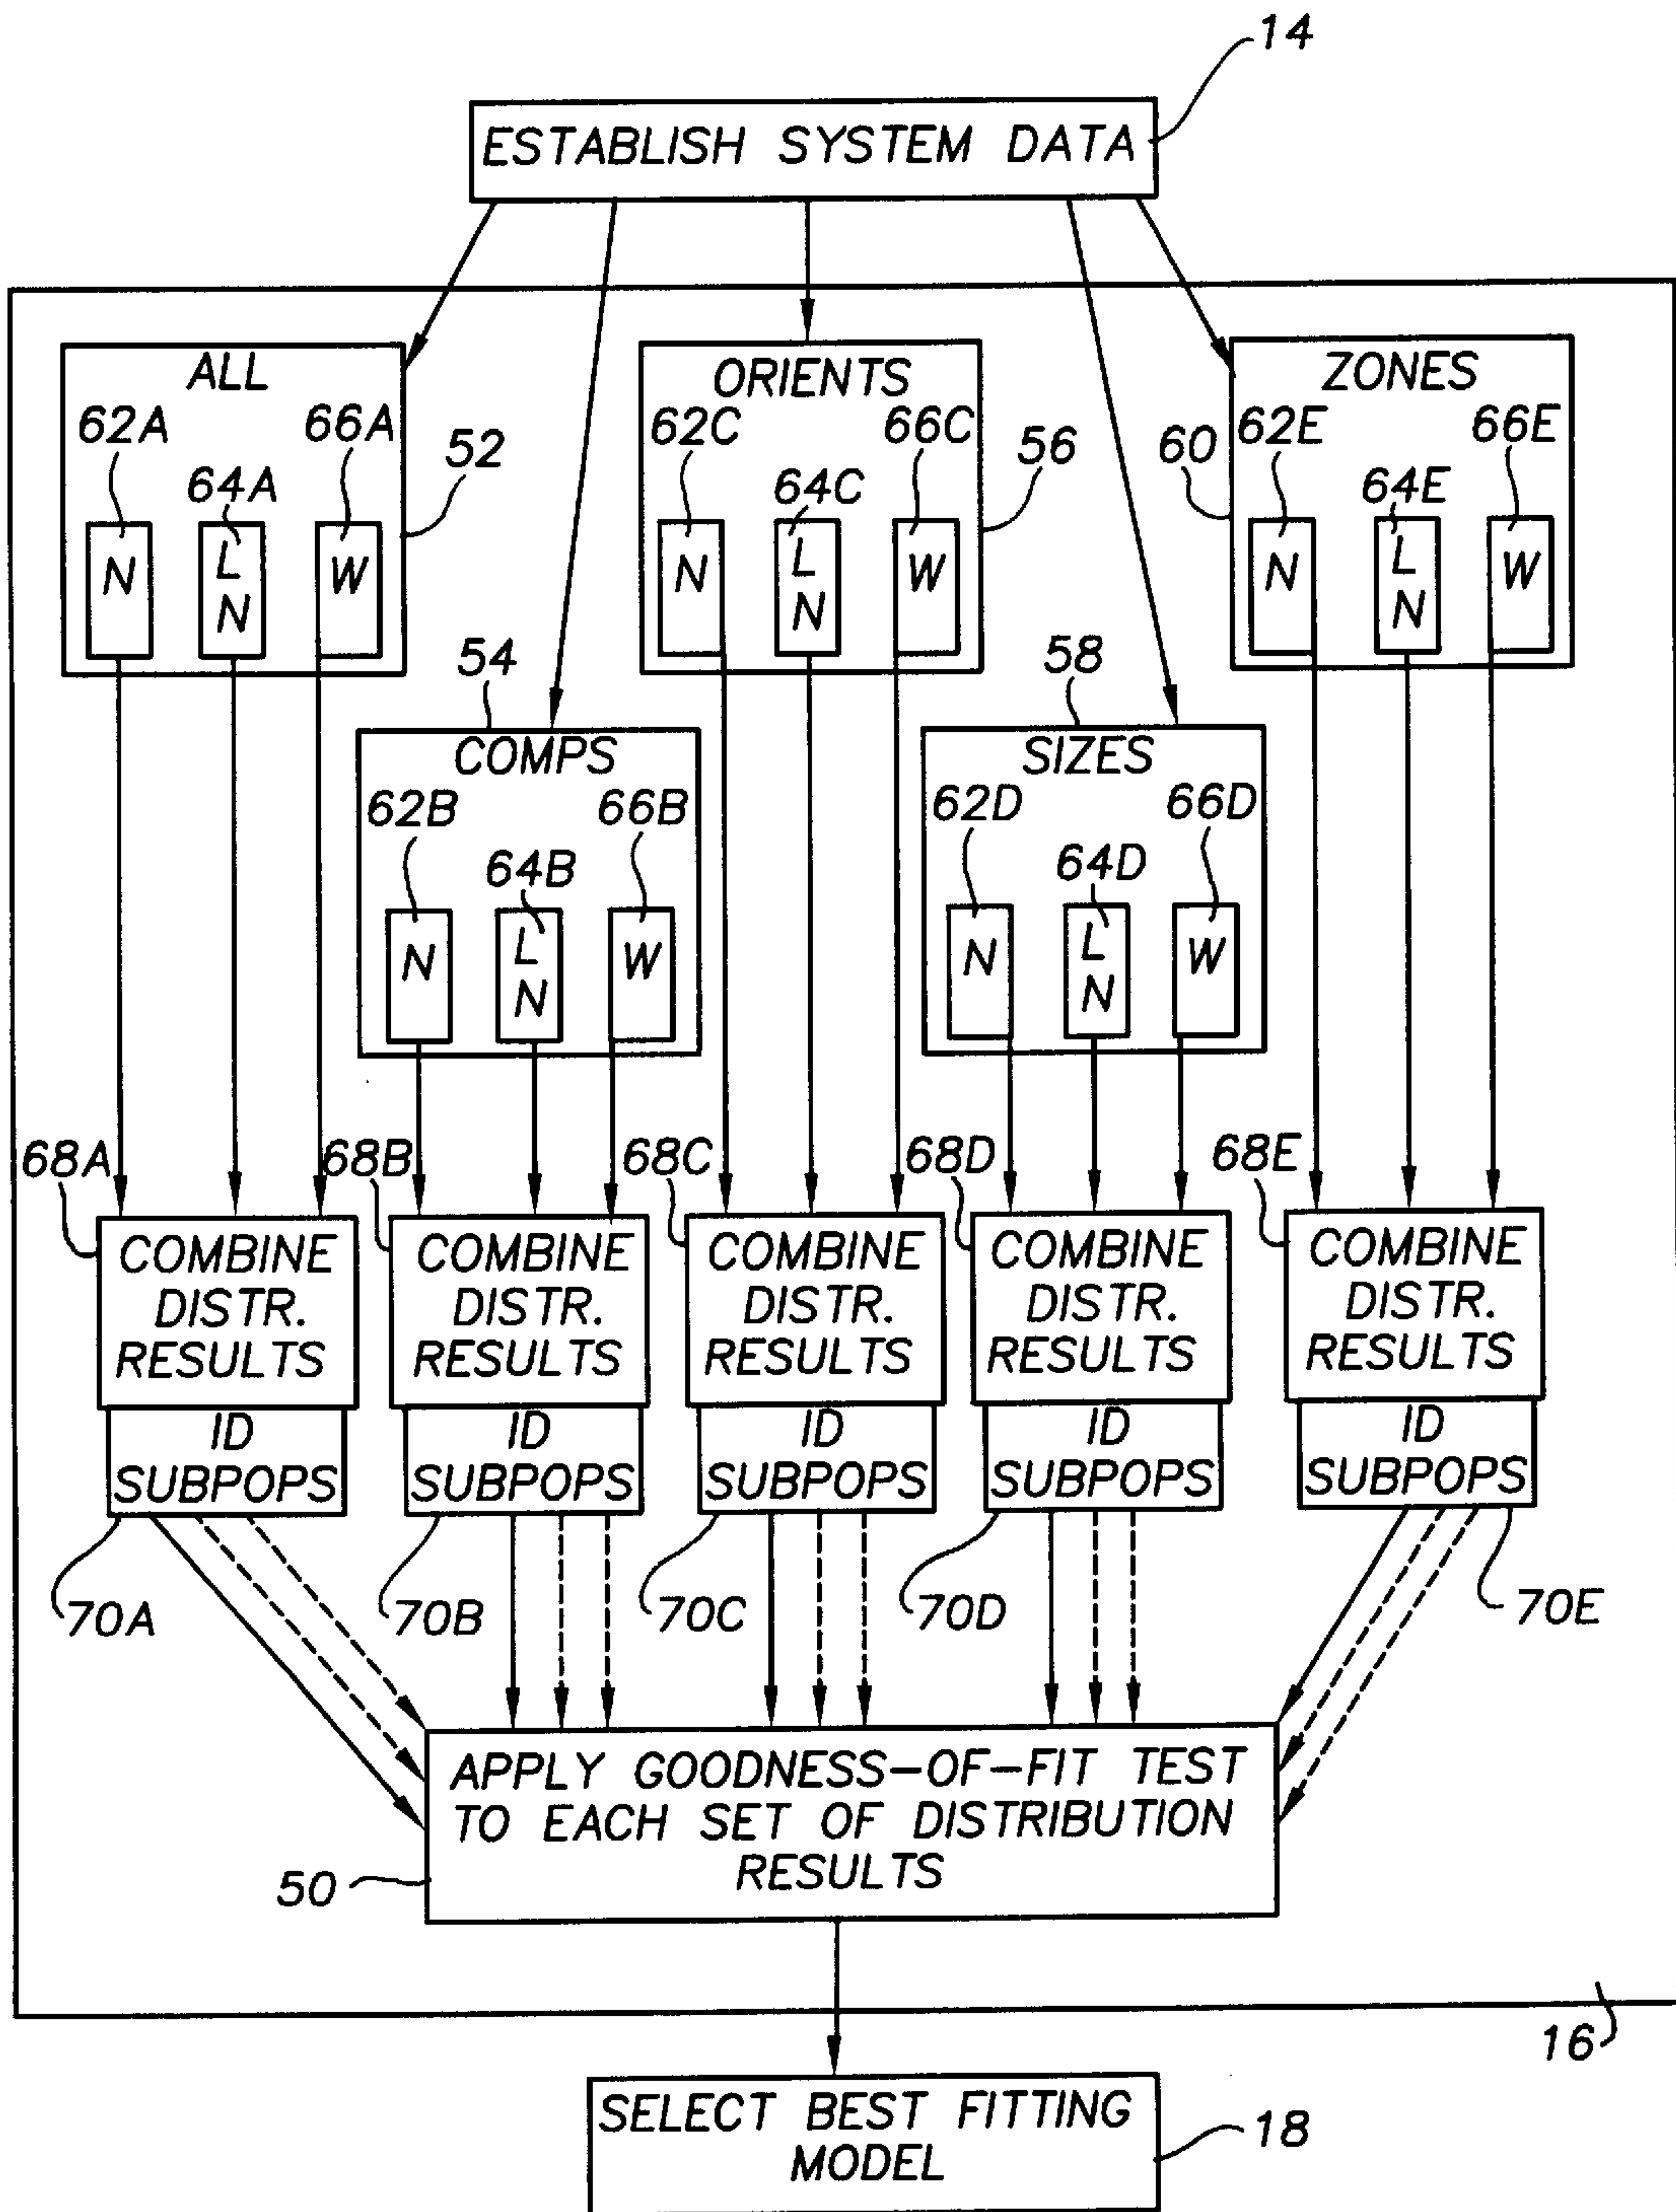 14
ESTABLISH SYSTEM DATA
ALL
62A
66A
64A
52
N
L
N
W
ORIENTS
62C
66C
64C
56
N
L
N
W
ZONES
60
62E
66E
64E
N
L
N
W
54
COMPS
62B
66B
64B
N
L
N
W
58
SIZES
62D
66D
64D
N
L
N
W
68A
COMBINE
DISTR.
RESULTS
ID
SUBPOPS
70A
68B
COMBINE
DISTR.
RESULTS
ID
SUBPOPS
70B
68C
COMBINE
DISTR.
RESULTS
ID
SUBPOPS
70C
68D
COMBINE
DISTR.
RESULTS
ID
SUBPOPS
70D
68E
COMBINE
DISTR.
RESULTS
ID
SUBPOPS
70E
APPLY GOODNESS-OF-FIT TEST
TO EACH SET OF DISTRIBUTION
RESULTS
50
16
SELECT BEST FITTING
MODEL
18